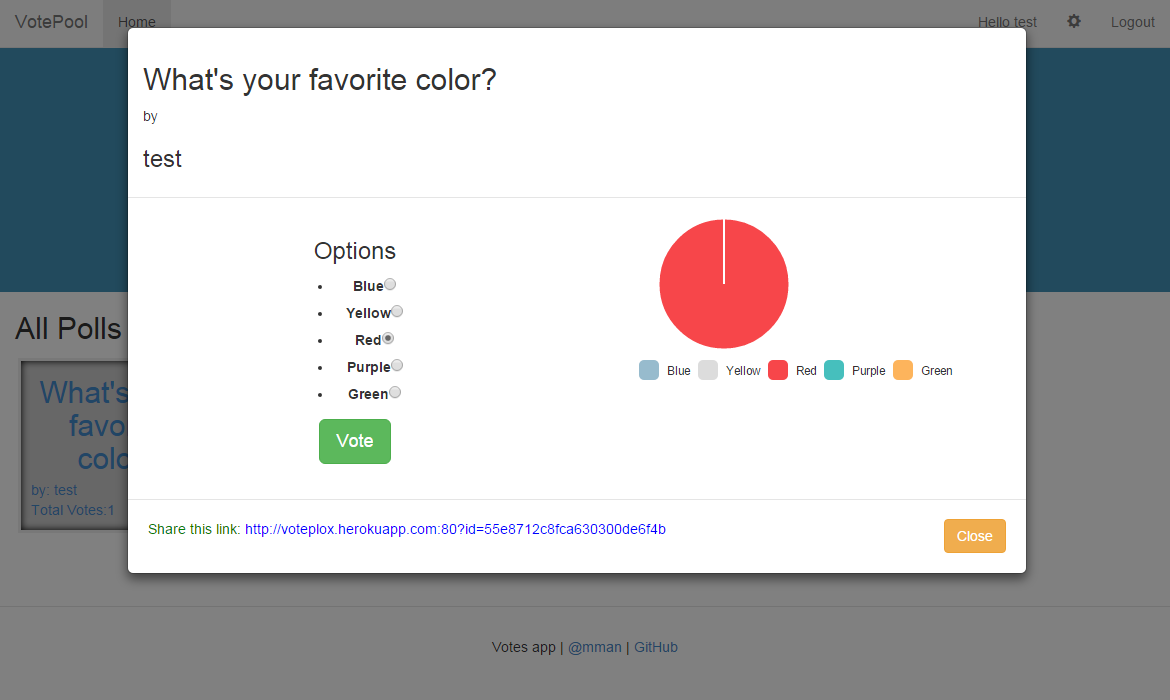 VotePool Home Hello test Logout
What's your favorite color?
by
test
Options
Blue
Yellow
Red
Purple
Green
Vote
Blue Yellow Red Purple Green
Share this link: http://voteplox.herokuapp.com:80?id=55e8712c8fca630300de6f4b
Close
All Polls
What's
favo
colo
by: test
Total Votes:1
Votes app | @mman | GitHub